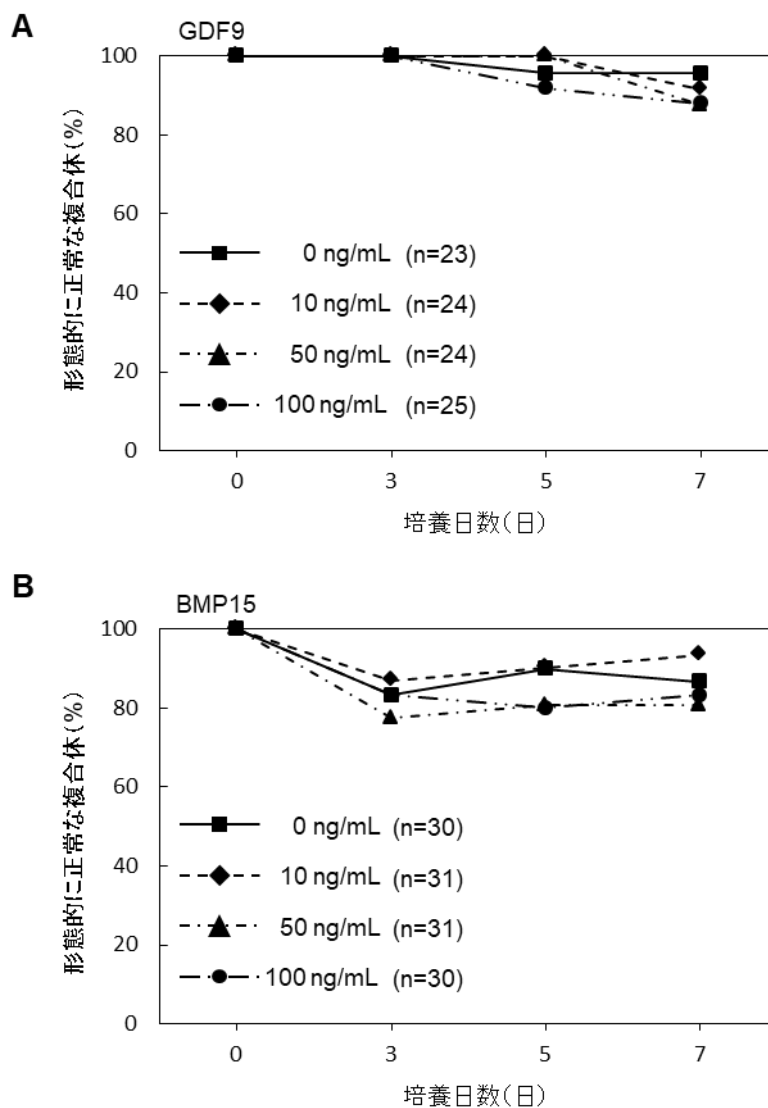 A
GDF9
形態的に正常な複合体(%)
100
80
60
40
20
0
0 ng/mL (n=23)
10 ng/mL (n=24)
50 ng/mL (n=24)
100 ng/mL (n=25)
0 3 5 7
培養日数(日)
B
BMP15
形態的に正常な複合体(%)
100
80
60
40
20
0
0 ng/mL (n=30)
10 ng/mL (n=31)
50 ng/mL (n=31)
100 ng/mL (n=30)
0 3 5 7
培養日数(日)